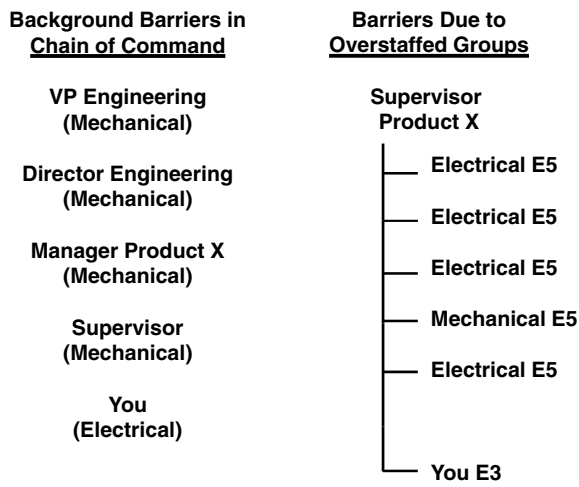 Background Barriers in
Chain of Command
VP Engineering
(Mechanical)
Director Engineering
(Mechanical)
Manager Product X
(Mechanical)
Supervisor
(Mechanical)
You
(Electrical)
Barriers Due to
Overstaffed Groups
Supervisor
Product X
Electrical E5
Electrical E5
Electrical E5
Mechanical E5
Electrical E5
You E3